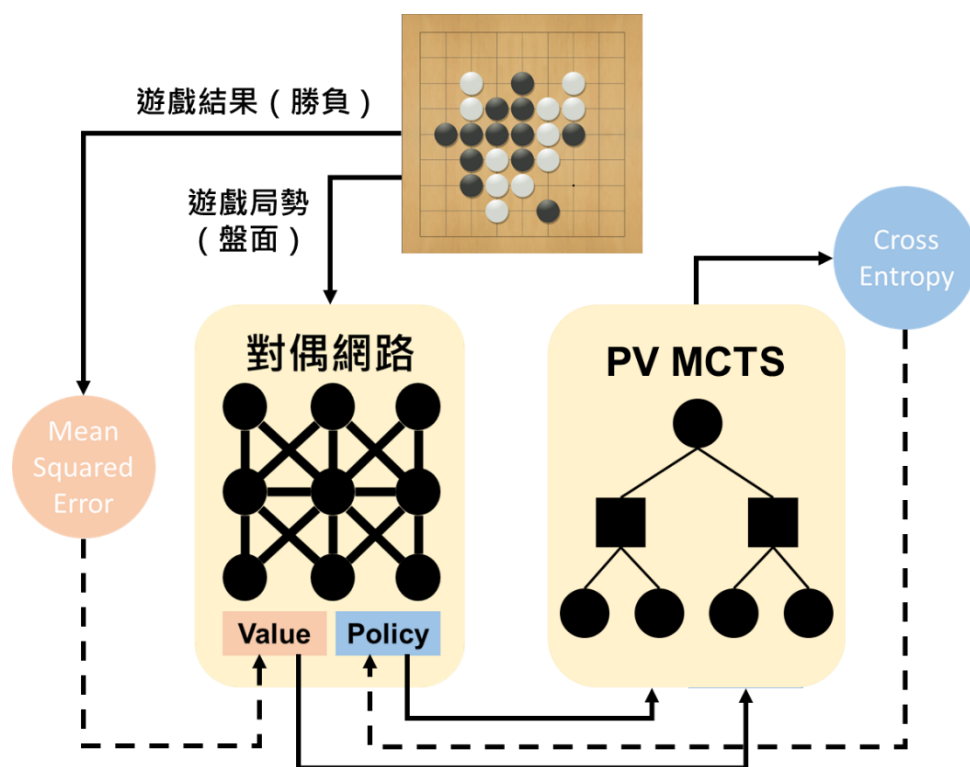 遊戲結果（勝負）
遊戲局勢
（盤面）
Cross
Entropy
對偶網路
PV MCTS
Mean
Squared
Error
Value
Policy